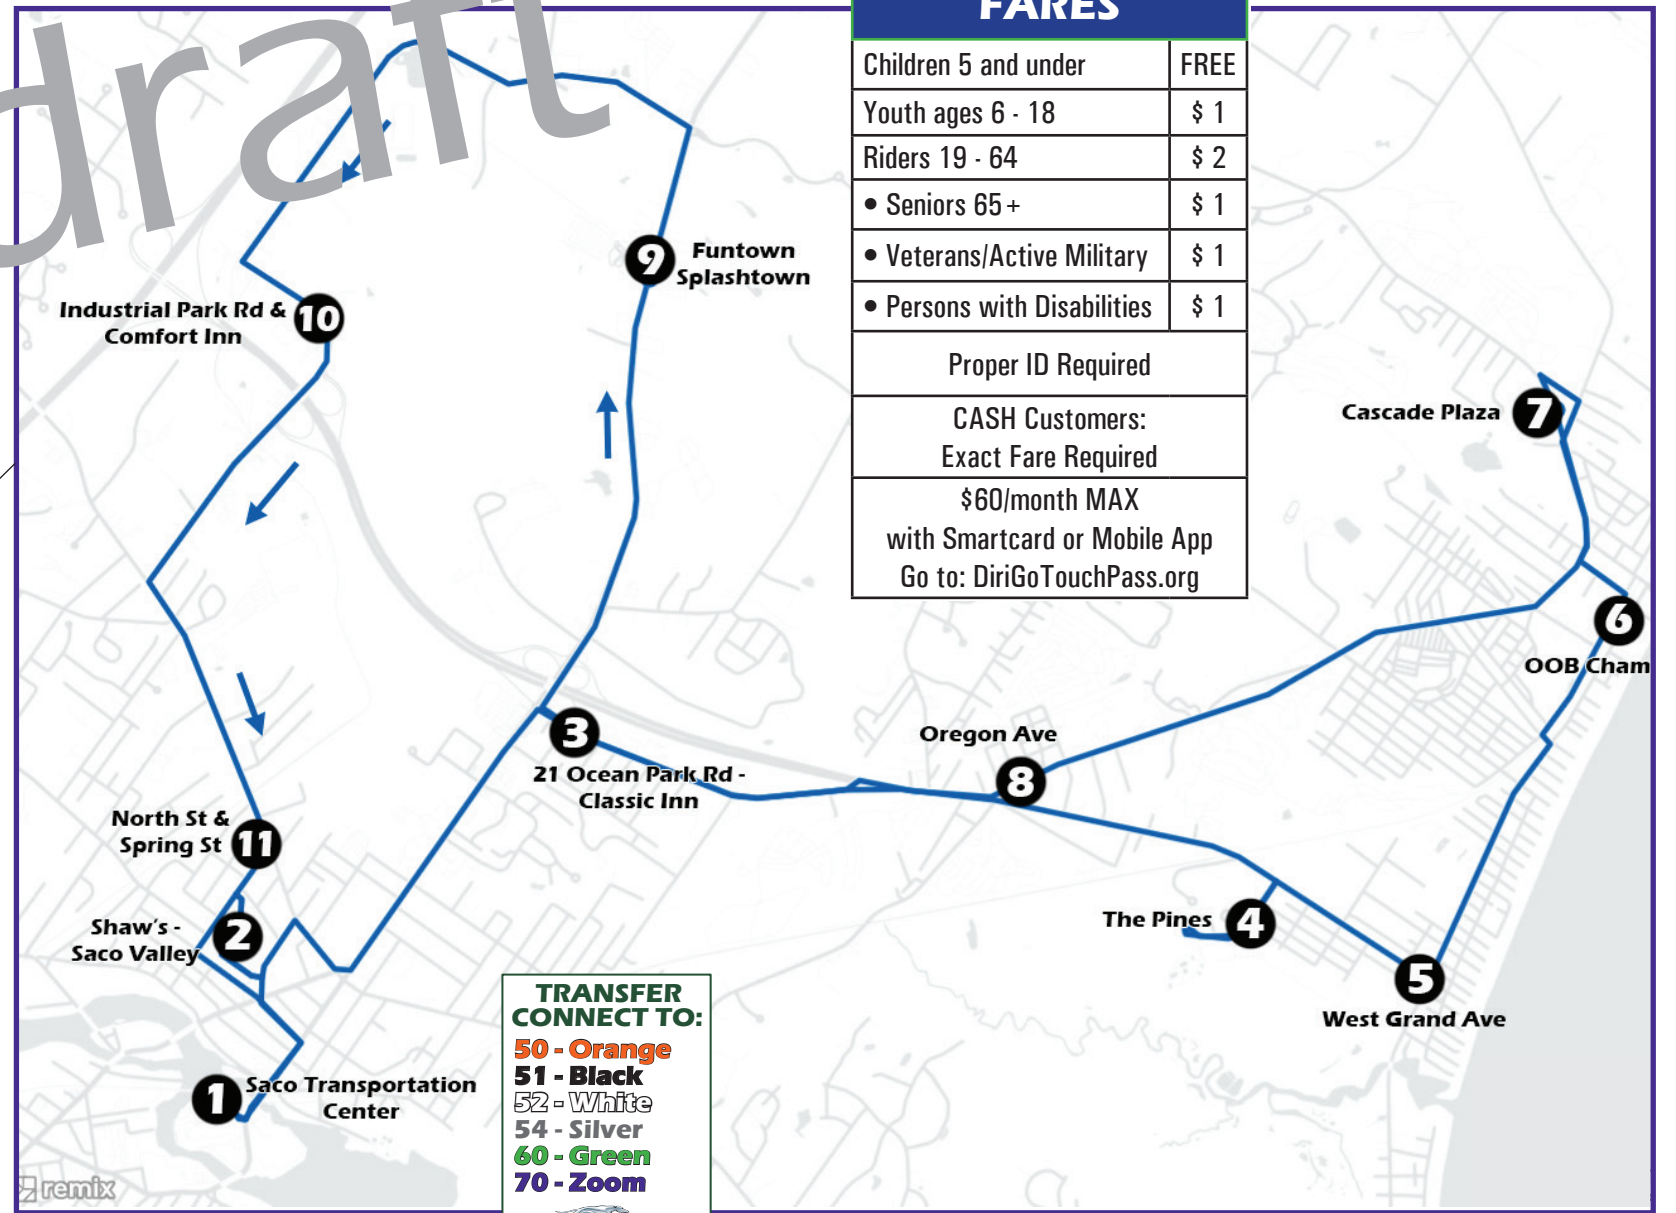 draft
FARES
Children 5 and under FREE
Youth ages 6 - 18 $ 1
Riders 19 - 64 $ 2
• Seniors 65+ $ 1
• Veterans/Active Military $ 1
• Persons with Disabilities $ 1
Proper ID Required
CASH Customers:
Exact Fare Required
$60/month MAX
with Smartcard or Mobile App
Go to: DiriGoTouchPass.org
9 Funtown
Splashtown
Industrial Park Rd & 10
Comfort Inn
Cascade Plaza 7
6
OOB Cham
3
21 Ocean Park Rd -
Classic Inn
Oregon Ave
8
North St &
Spring St 11
Shaw's - 2
Saco Valley
The Pines 4
5
West Grand Ave
1 Saco Transportation
Center
TRANSFER
CONNECT TO:
50 - Orange
51 - Black
52 - White
54 - Silver
60 - Green
70 - Zoom
remix